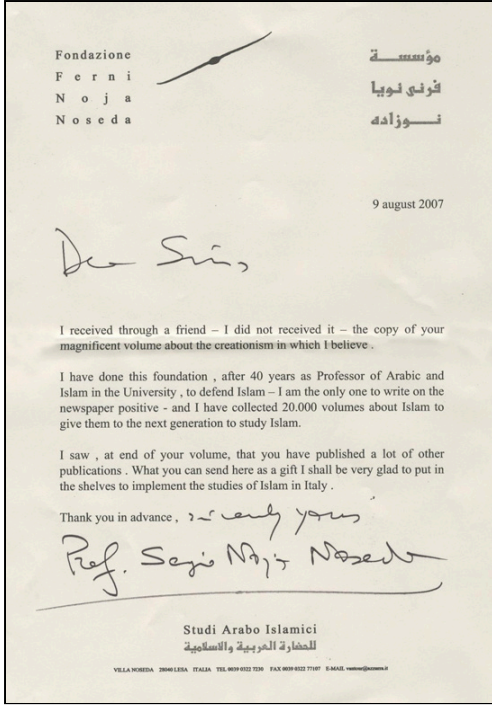 Fondazione
Ferni
Noja
Noseda
مؤسسة
فرني نويا
نوزاده
9 august 2007
Dear Sirs,
I received through a friend – I did not received it – the copy of your
magnificent volume about the creationism in which I believe .
I have done this foundation , after 40 years as Professor of Arabic and
Islam in the University , to defend Islam – I am the only one to write on the
newspaper positive - and I have collected 20.000 volumes about Islam to
give them to the next generation to study Islam.
I saw , at end of your volume, that you have published a lot of other
publications . What you can send here as a gift I shall be very glad to put in
the shelves to implement the studies of Islam in Italy .
Thank you in advance , sincerely yours
Prof. Sergio Noja Noseda
Studi Arabo Islamici
للحضارة العربية والاسلامية
VILLA NOSEDA 28040 LESA ITALIA TEL 0039 0322 7230 FAX 0039 0322 77107 E-MAIL